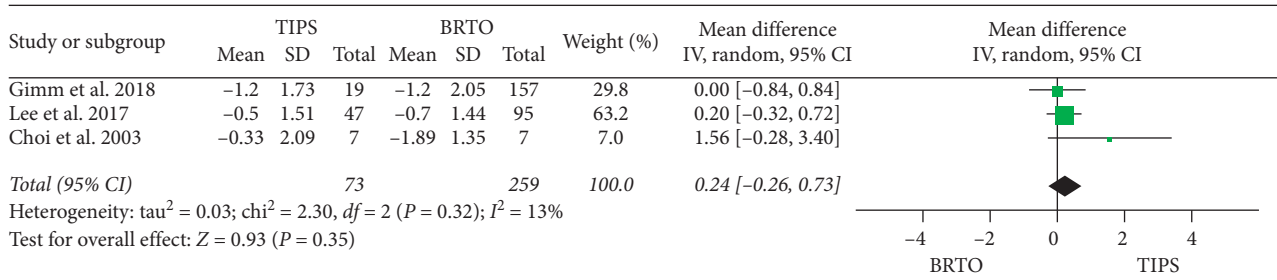 Study or subgroup TIPS BRTO Weight (%) Mean difference Mean difference
Mean SD Total Mean SD Total IV, random, 95% CI IV, random, 95% CI
Gimm et al. 2018 –1.2 1.73 19 –1.2 2.05 157 29.8 0.00 [–0.84, 0.84]
Lee et al. 2017 –0.5 1.51 47 –0.7 1.44 95 63.2 0.20 [–0.32, 0.72]
Choi et al. 2003 –0.33 2.09 7 –1.89 1.35 7 7.0 1.56 [–0.28, 3.40]
Total (95% CI) 73 259 100.0 0.24 [–0.26, 0.73]
Heterogeneity: tau² = 0.03; chi² = 2.30, df = 2 (P = 0.32); I² = 13%
Test for overall effect: Z = 0.93 (P = 0.35)
–4 –2 0 2 4
BRTO TIPS